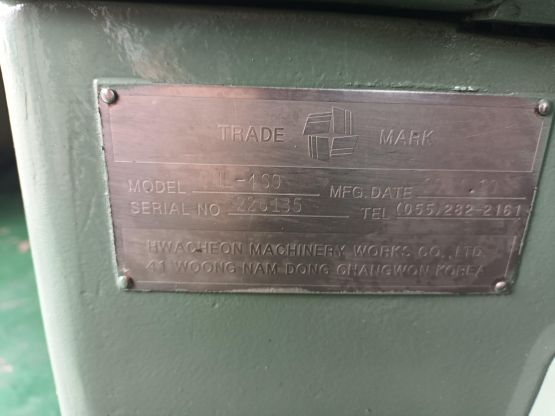 TRADE MARK
MODEL MFG.DATE
SERIAL NO 226135 TEL (055.282-2161
HWACHEON MACHINERY WORKS CO., LTD.
41 WOONG NAM DONG CHANGWON KOREA